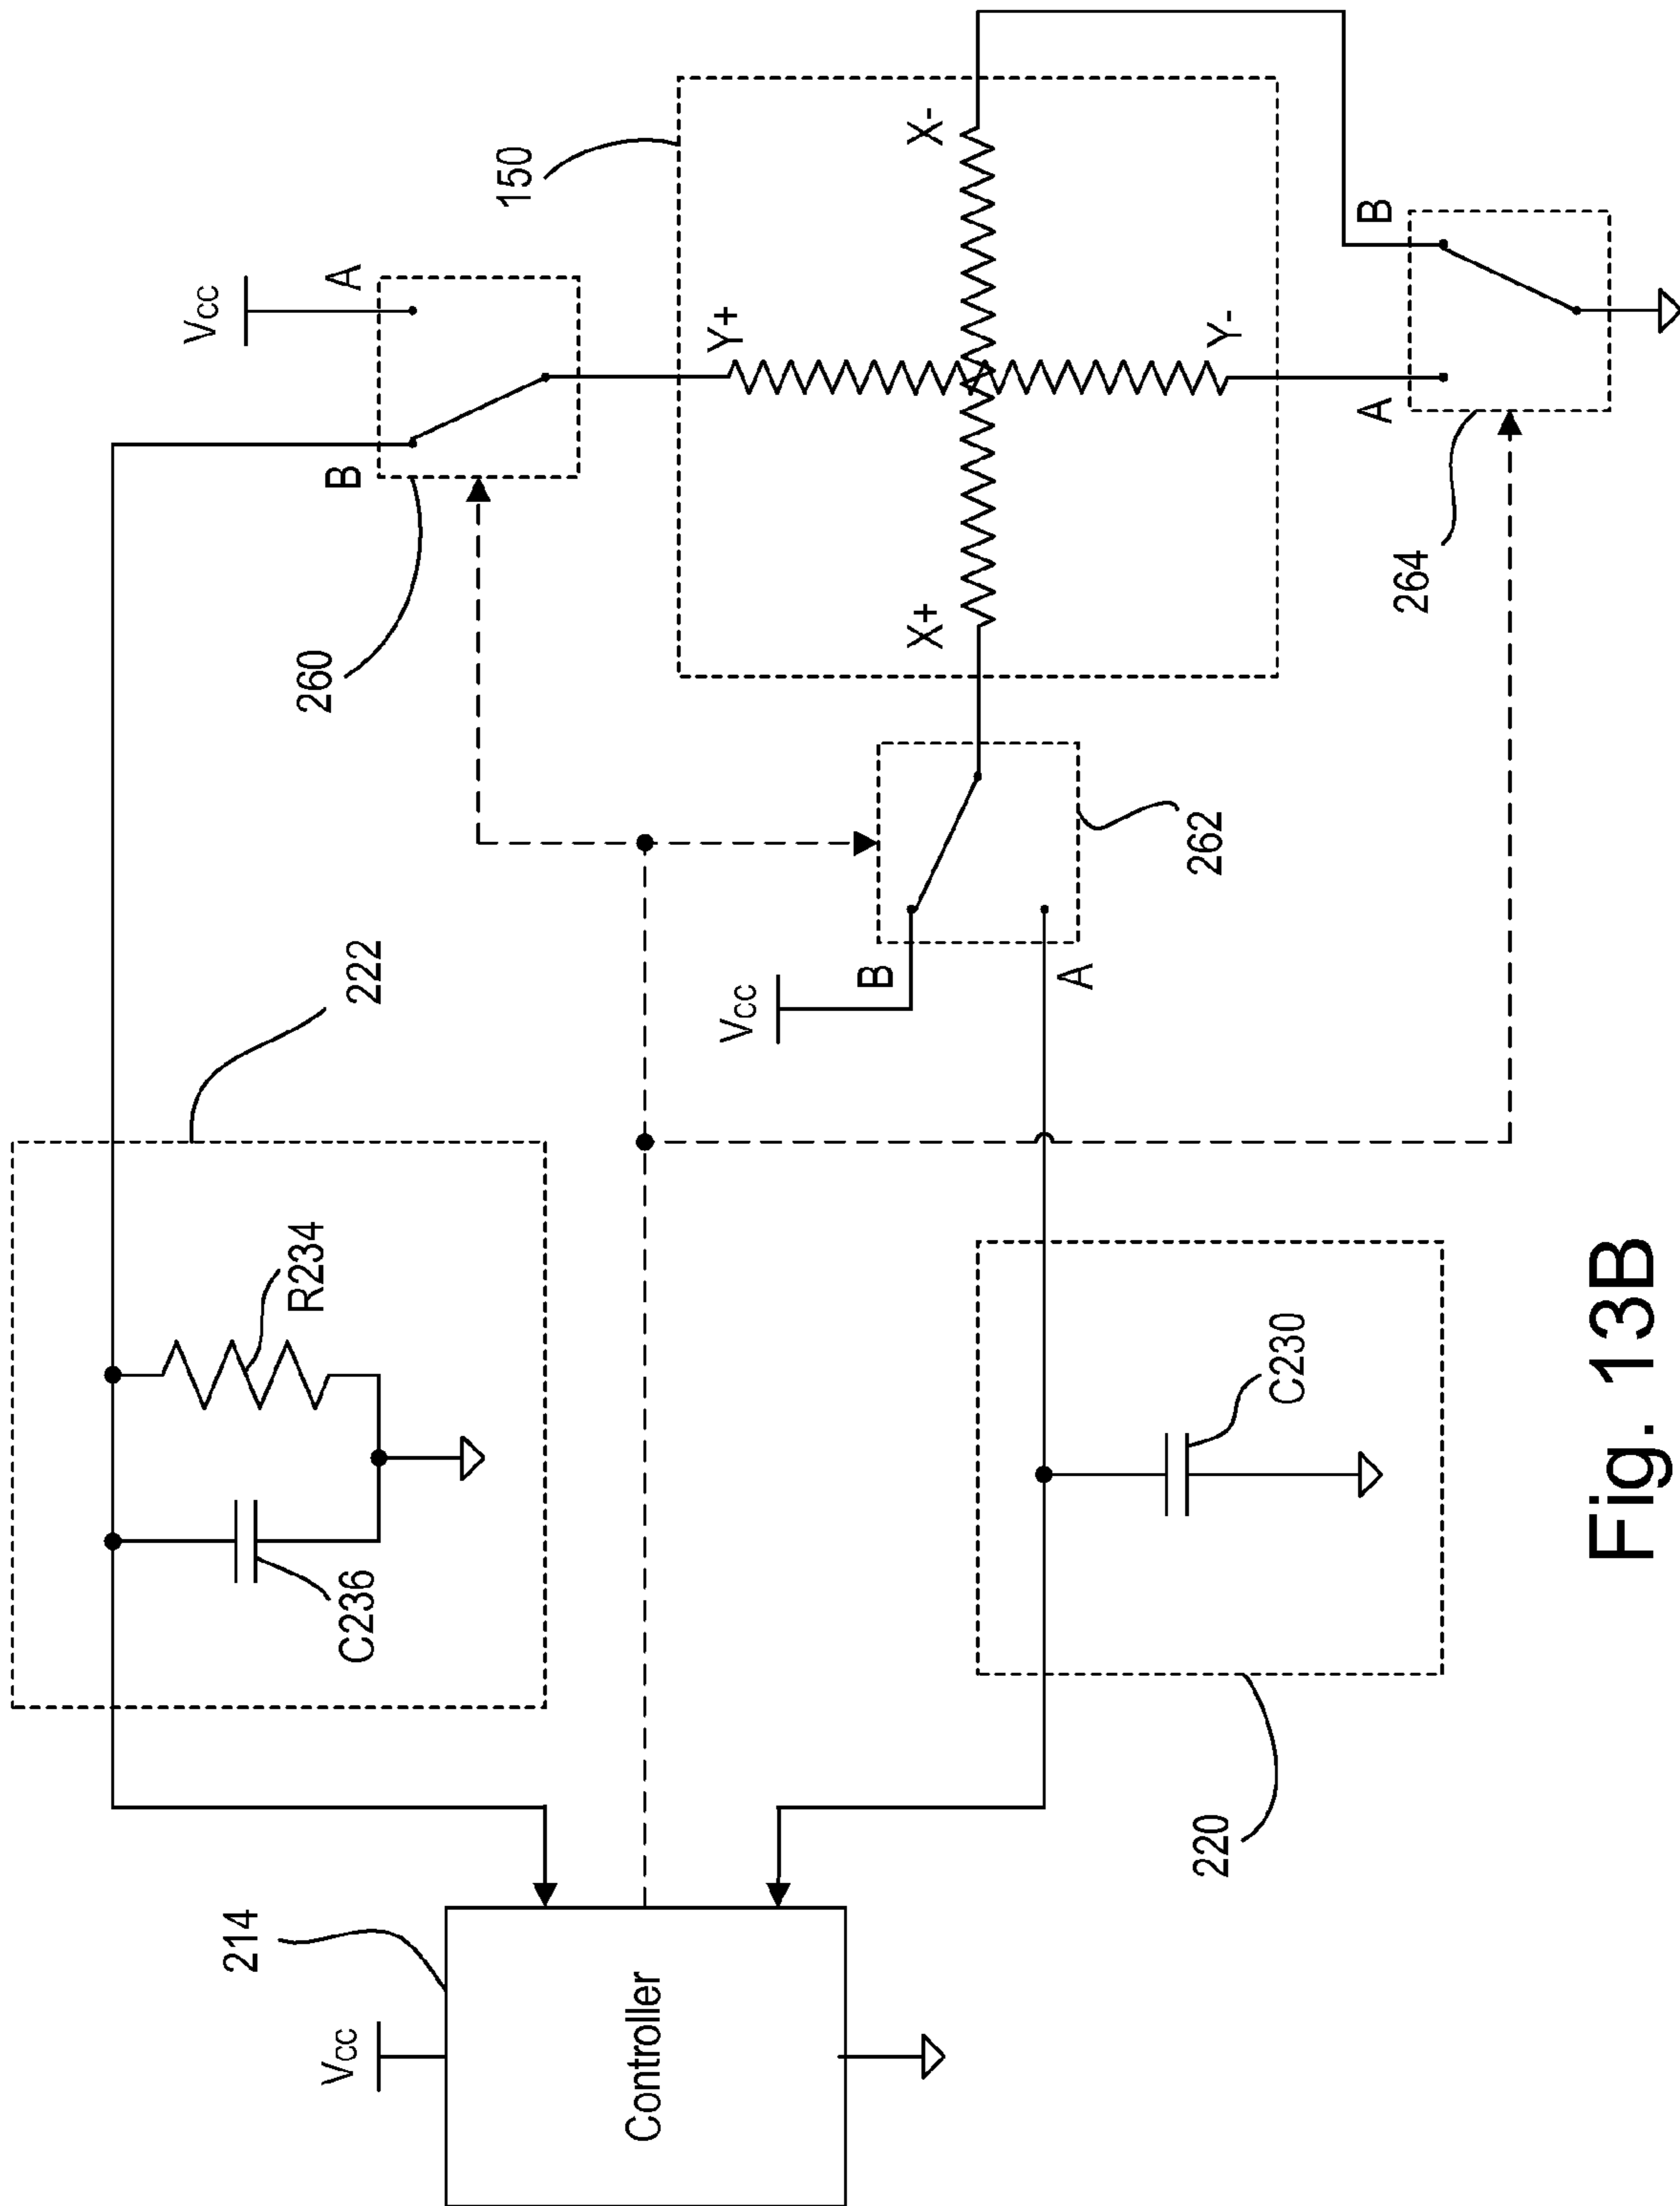 222
C236
R234
B
260
Vcc
A
150
Y+
X-
X+
Y-
214
Vcc
Controller
Vcc
B
A
262
B
A
264
220
C230
Fig. 13B